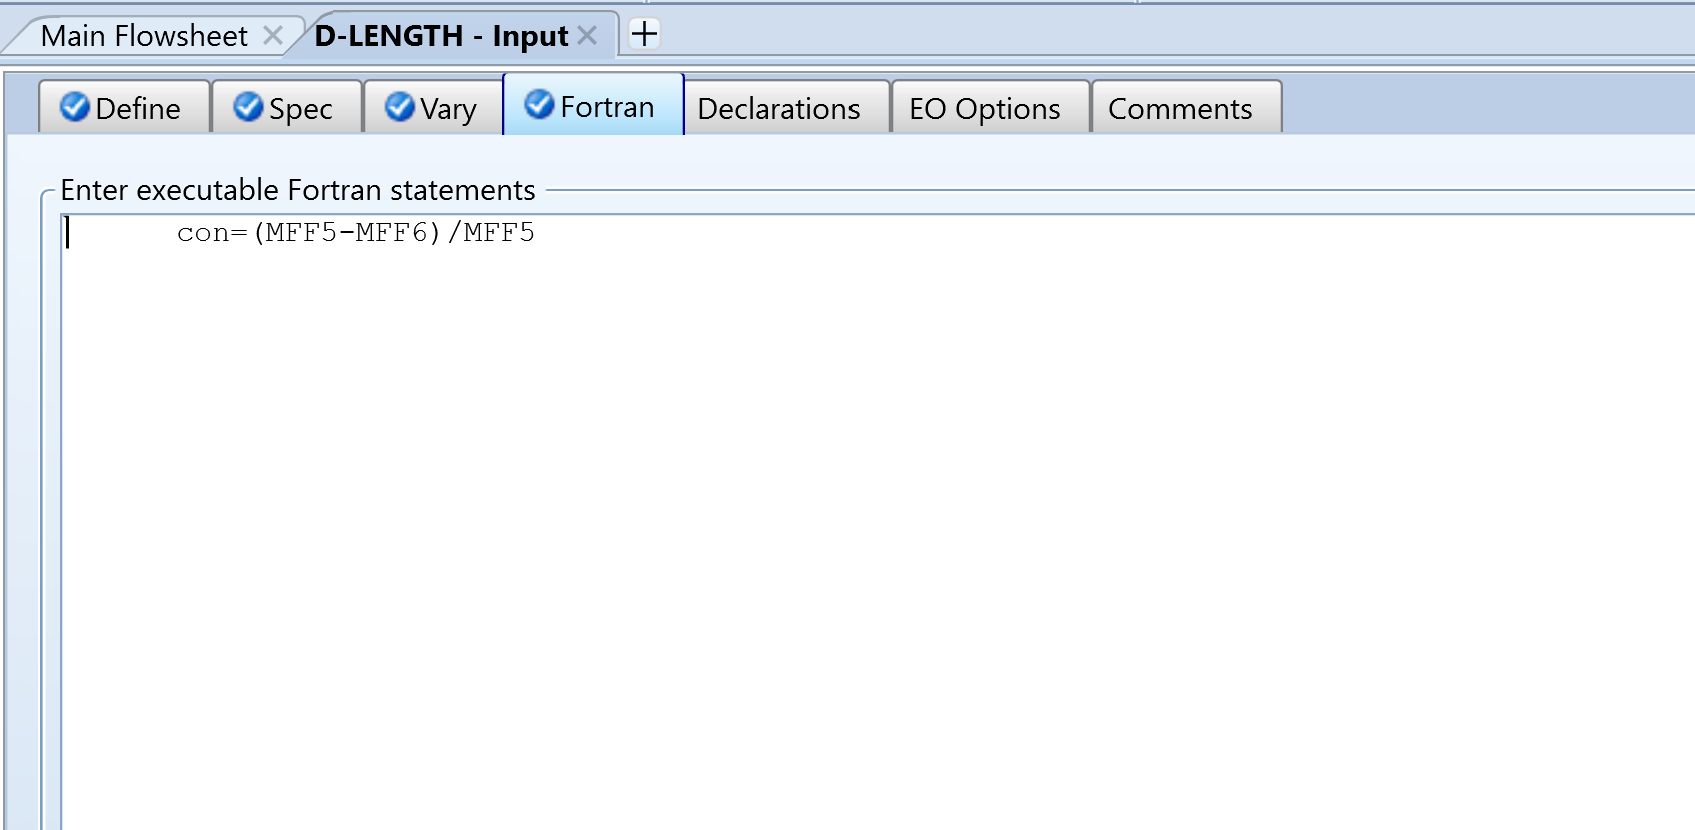 Main Flowsheet
D-LENGTH - Input
Define
Spec
Vary
Fortran
Declarations
EO Options
Comments
Enter executable Fortran statements
con=(MFF5-MFF6)/MFF5